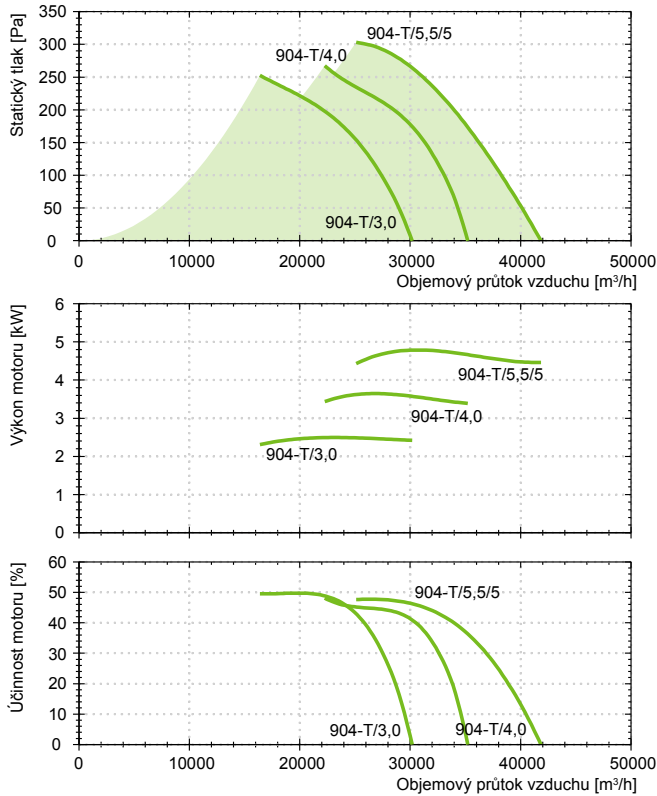 Statický tlak [Pa]
350
300
250
200
150
100
50
0
904-T/5,5/5
904-T/4,0
904-T/3,0
0 10000 20000 30000 40000 50000
Objemový průtok vzduchu [m³/h]
Výkon motoru [kW]
6
5
4
3
2
1
0
904-T/5,5/5
904-T/4,0
904-T/3,0
Účinnost motoru [%]
60
50
40
30
20
10
0
904-T/5,5/5
904-T/3,0
904-T/4,0
0 10000 20000 30000 40000 50000
Objemový průtok vzduchu [m³/h]